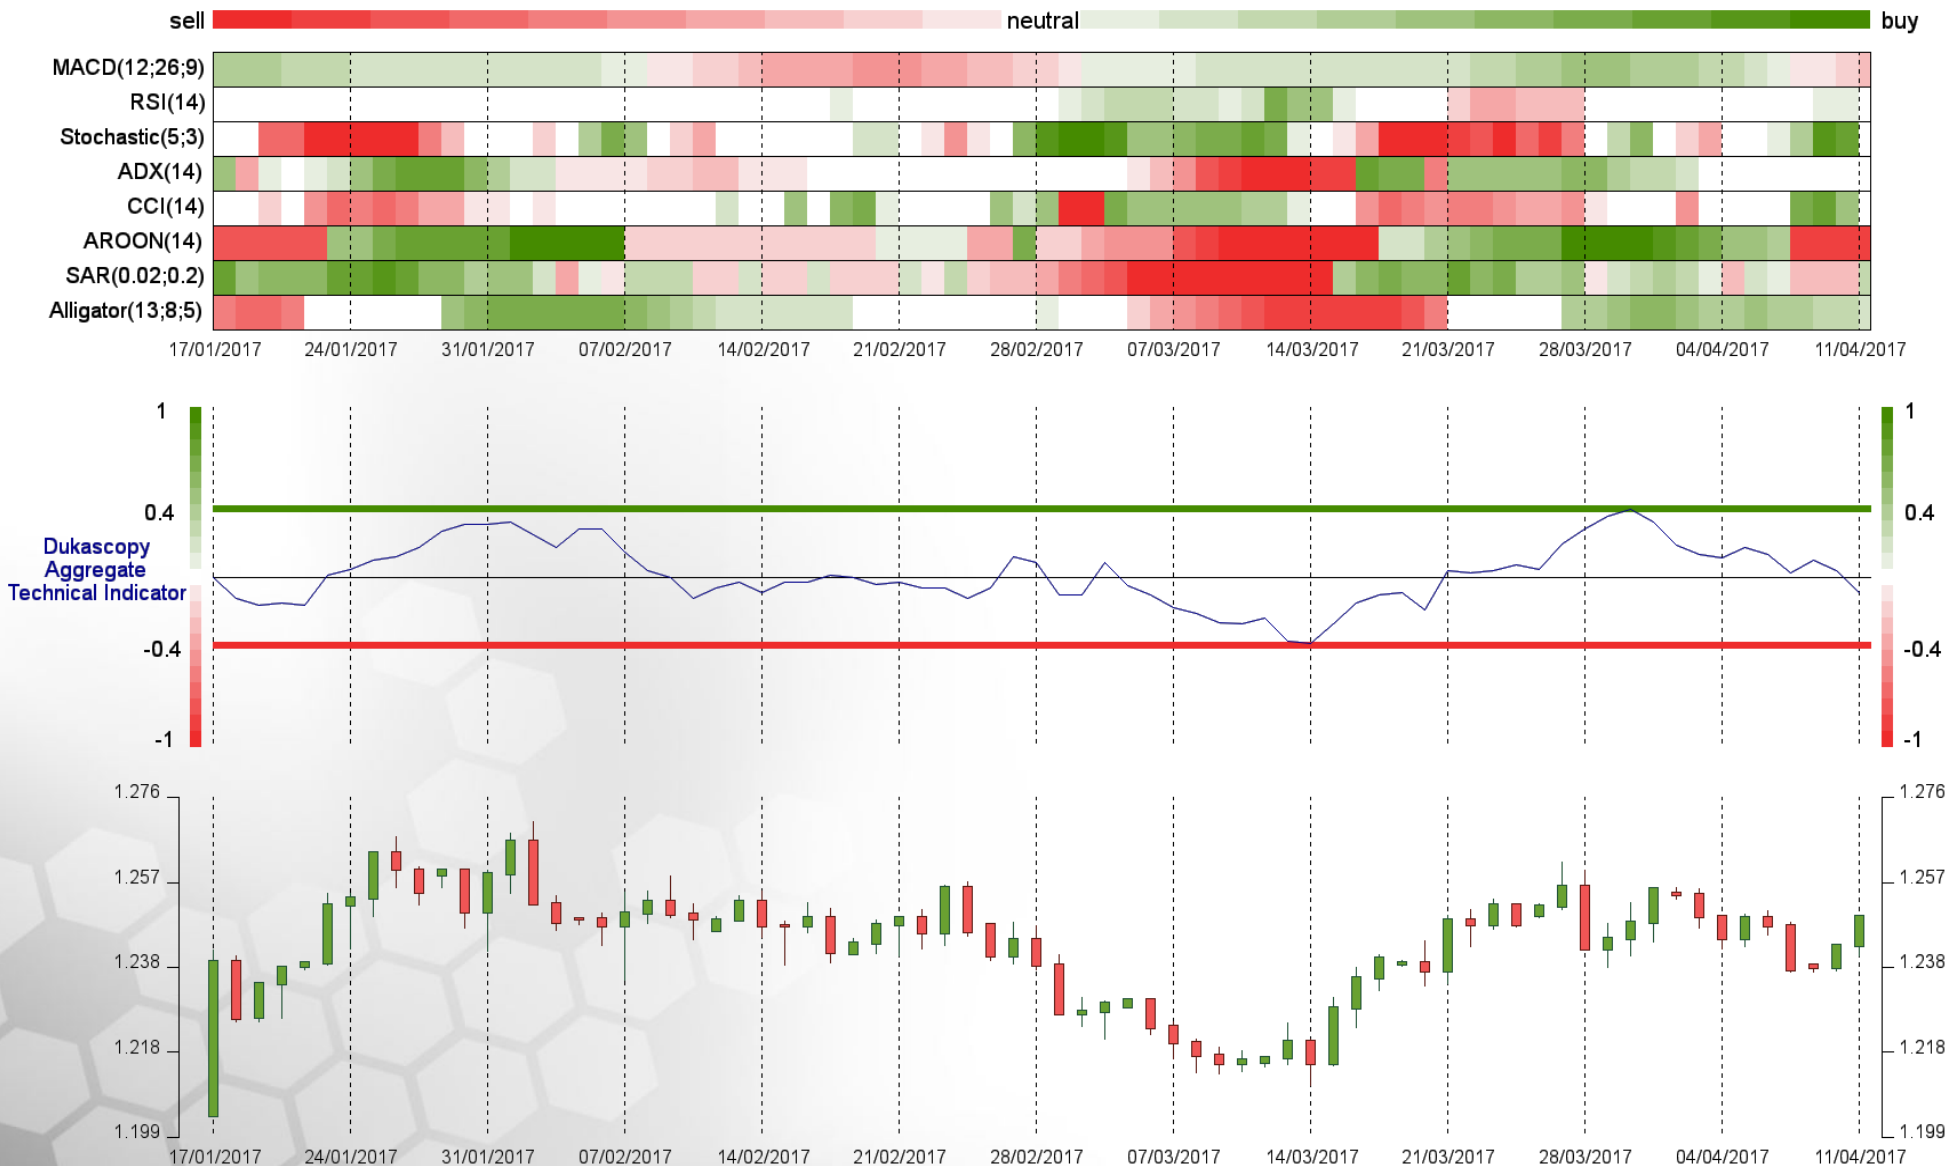 sell neutral buy
MACD(12;26;9)
RSI(14)
Stochastic(5;3)
ADX(14)
CCI(14)
AROON(14)
SAR(0.02;0.2)
Alligator(13;8;5)
17/01/2017 24/01/2017 31/01/2017 07/02/2017 14/02/2017 21/02/2017 28/02/2017 07/03/2017 14/03/2017 21/03/2017 28/03/2017 04/04/2017 11/04/2017
1 1
0.4 0.4
Dukascopy
Aggregate
Technical Indicator
-0.4 -0.4
-1 -1
1.276 1.276
1.257 1.257
1.238 1.238
1.218 1.218
1.199 1.199
17/01/2017 24/01/2017 31/01/2017 07/02/2017 14/02/2017 21/02/2017 28/02/2017 07/03/2017 14/03/2017 21/03/2017 28/03/2017 04/04/2017 11/04/2017